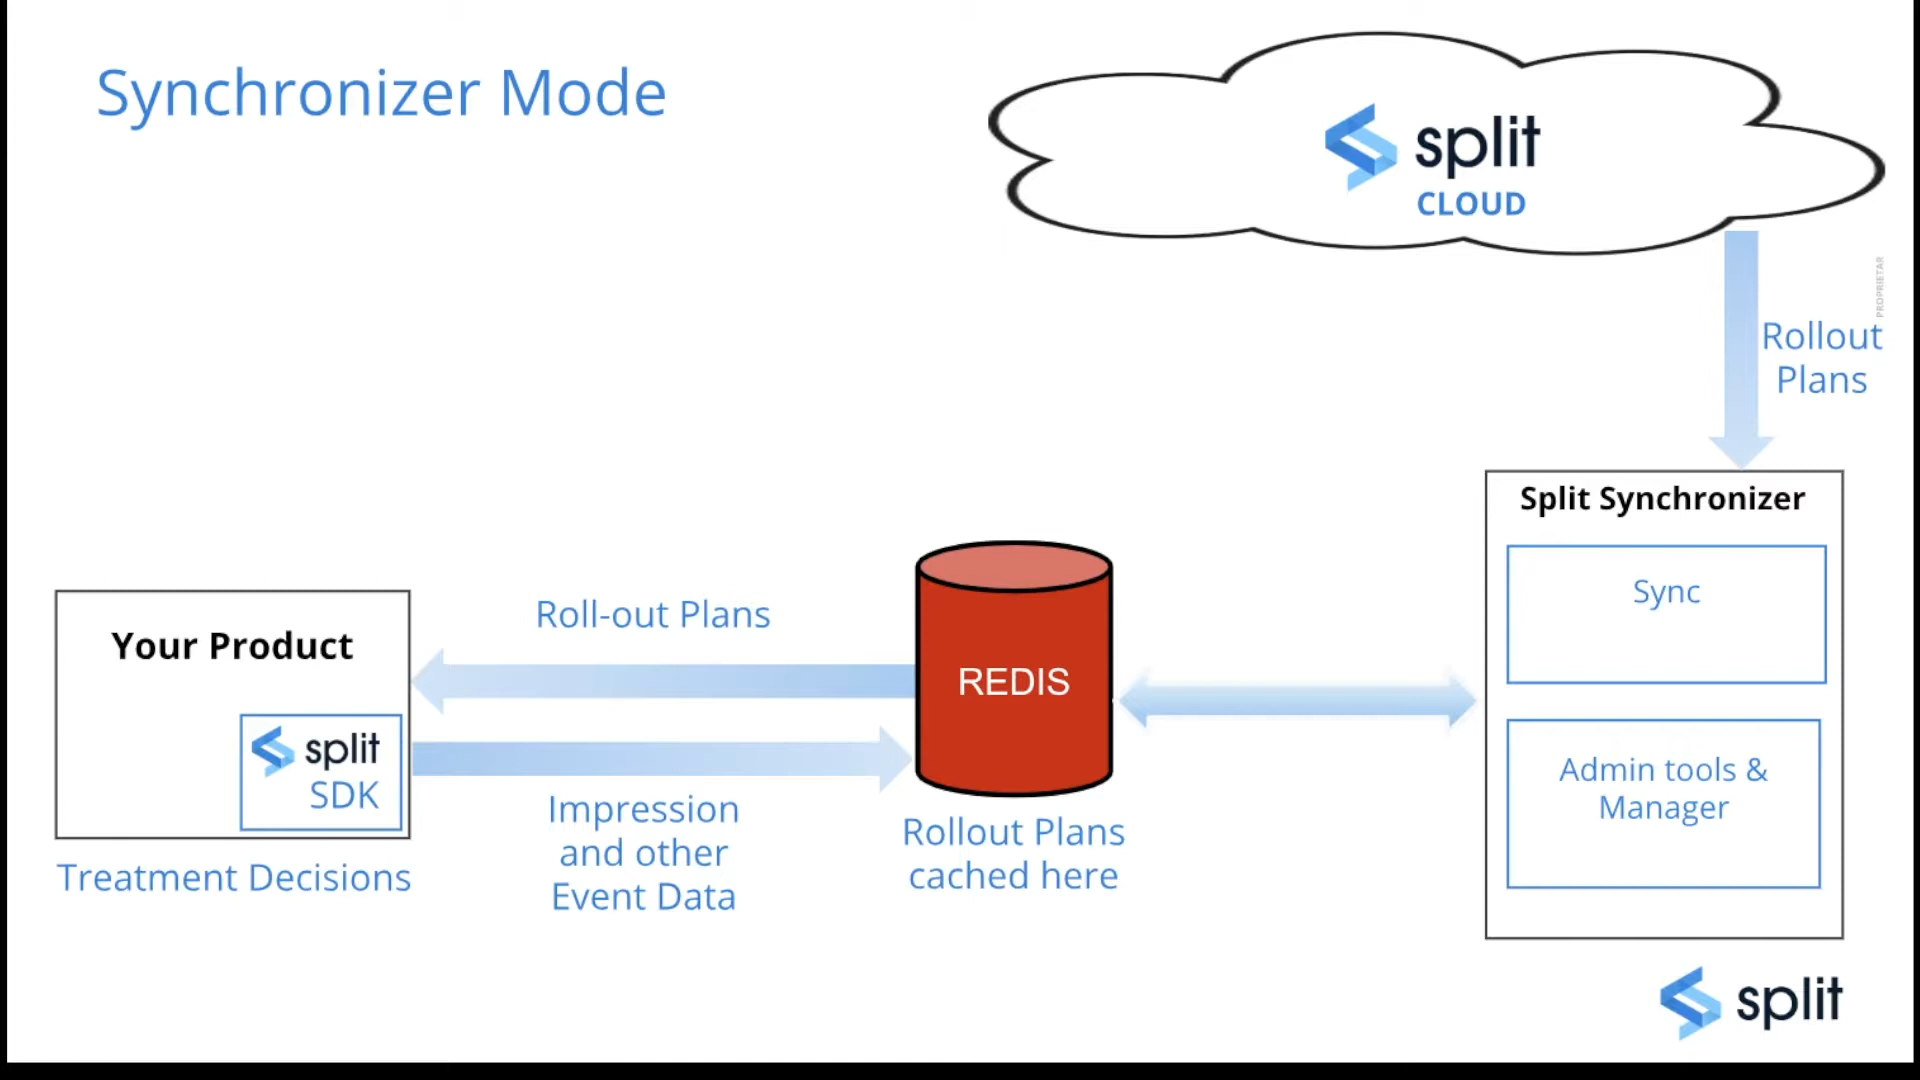 Synchronizer Mode
split
CLOUD
PROPRIETAR
Rollout
Plans
Split Synchronizer
Sync
Admin tools &
Manager
REDIS
Rollout Plans
cached here
Roll-out Plans
Impression
and other
Event Data
Your Product
split
SDK
Treatment Decisions
split